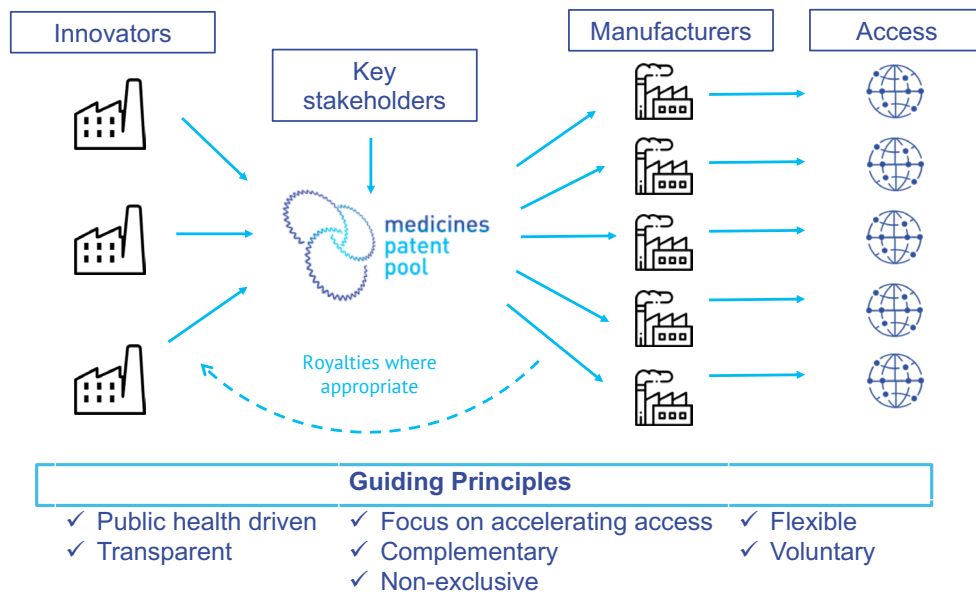 Innovators
Key
stakeholders
Manufacturers
Access
medicines
patent
pool
Royalties where
appropriate
Guiding Principles
✓ Public health driven
✓ Transparent
✓ Focus on accelerating access
✓ Complementary
✓ Non-exclusive
✓ Flexible
✓ Voluntary